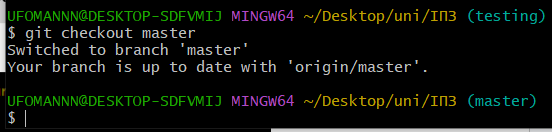 UFOMANNN@DESKTOP-SDFVMIJ MINGW64 ~/Desktop/uni/ІПЗ (testing)
$ git checkout master
Switched to branch 'master'
Your branch is up to date with 'origin/master'.
UFOMANNN@DESKTOP-SDFVMIJ MINGW64 ~/Desktop/uni/ІПЗ (master)
$